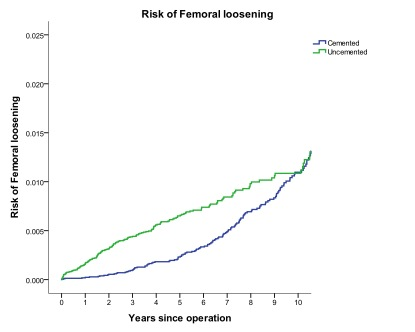 Risk of Femoral loosening
Cemented
Uncemented
Risk of Femoral loosening
0.025
0.020
0.015
0.010
0.005
0.000
0 1 2 3 4 5 6 7 8 9 10
Years since operation